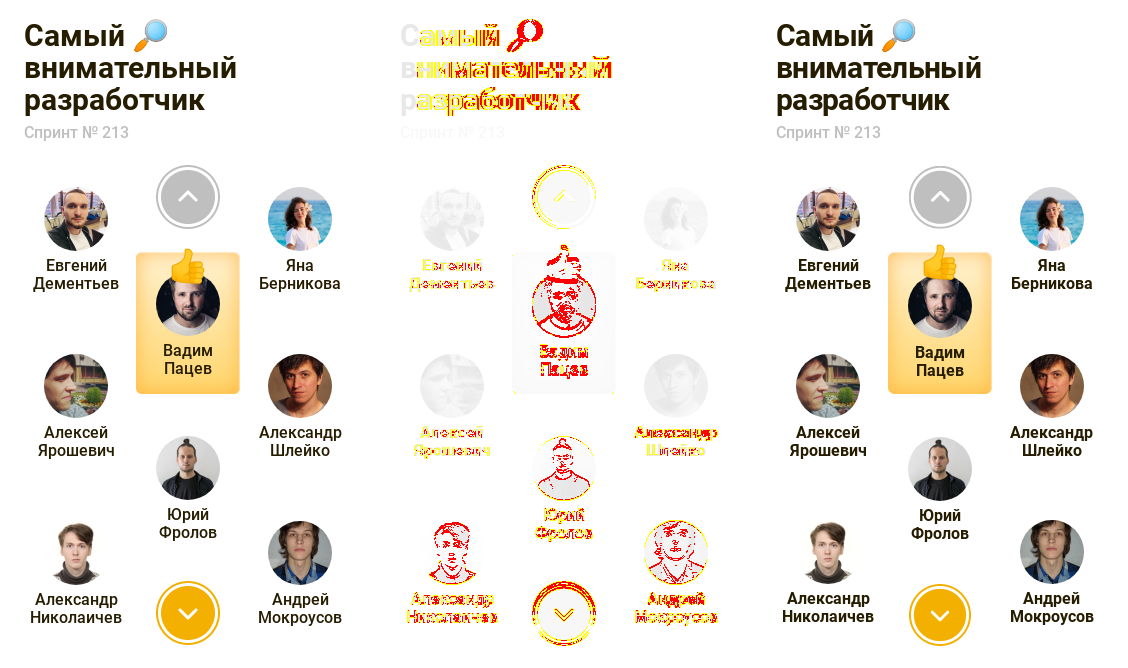 Самый
внимательный
разработчик
Спринт № 213
Евгений
Дементьев
Яна
Берникова
Вадим
Пацев
Алексей
Ярошевич
Александр
Шлейко
Юрий
Фролов
Александр
Николаичев
Андрей
Мокроусов
Самый
внимательный
разработчик
Спринт № 213
Евгений
Дементьев
Яна
Берникова
Вадим
Пацев
Алексей
Ярошевич
Александр
Шлейко
Юрий
Фролов
Александр
Николаичев
Андрей
Мокроусов
Самый
внимательный
разработчик
Спринт № 213
Евгений
Дементьев
Яна
Берникова
Вадим
Пацев
Алексей
Ярошевич
Александр
Шлейко
Юрий
Фролов
Александр
Николаичев
Андрей
Мокроусов